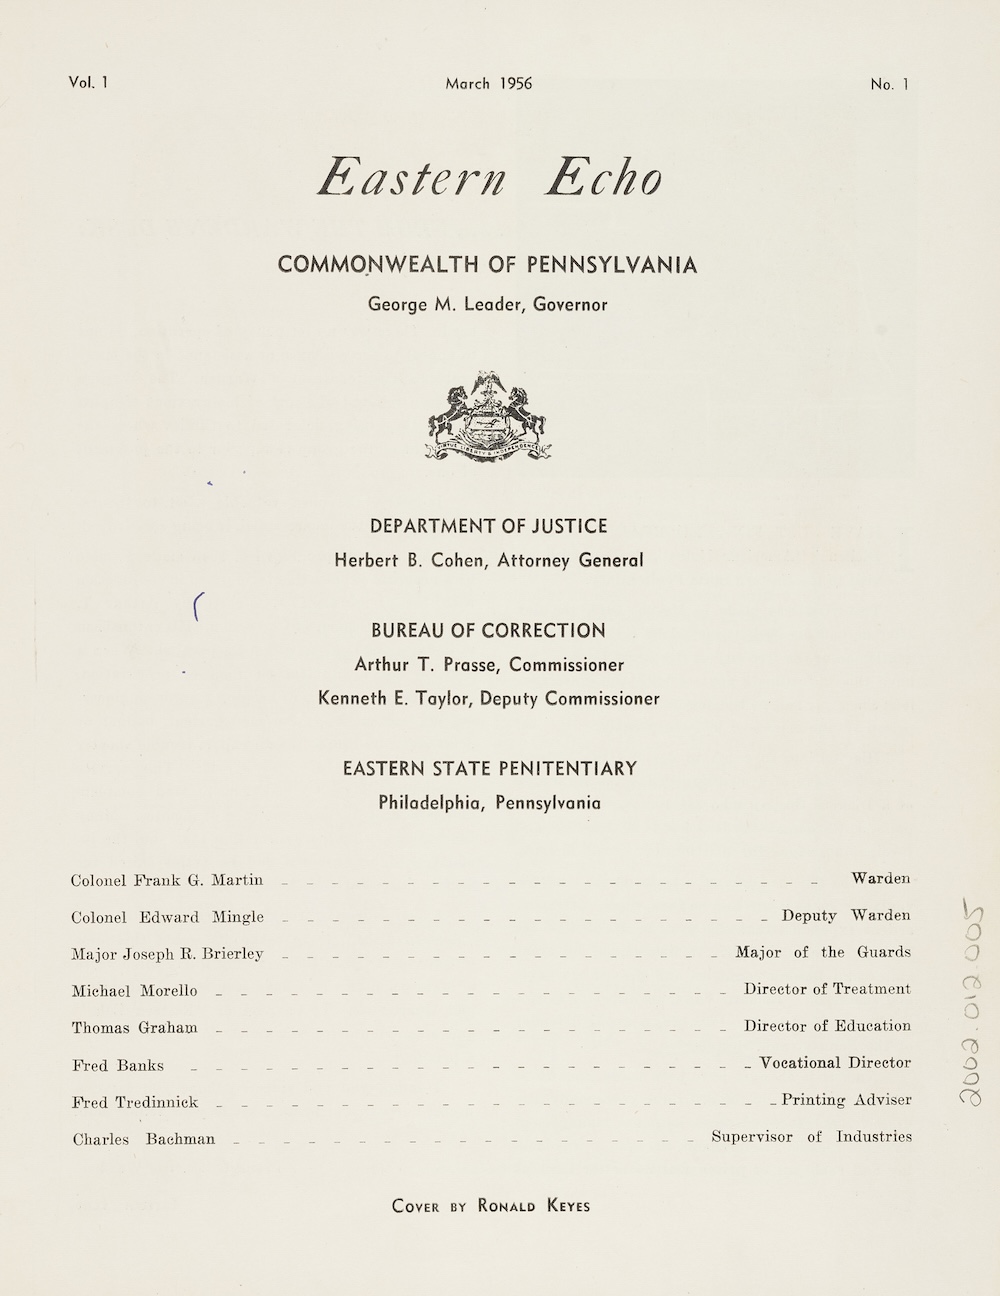 Vol. 1 March 1956 No. 1
Eastern Echo
COMMONWEALTH OF PENNSYLVANIA
George M. Leader, Governor
VIRTUE LIBERTY & INDEPENDENCE
DEPARTMENT OF JUSTICE
Herbert B. Cohen, Attorney General
BUREAU OF CORRECTION
Arthur T. Prasse, Commissioner
Kenneth E. Taylor, Deputy Commissioner
EASTERN STATE PENITENTIARY
Philadelphia, Pennsylvania
Colonel Frank G. Martin Warden
Colonel Edward Mingle Deputy Warden
Major Joseph R. Brierley Major of the Guards
Michael Morello Director of Treatment
Thomas Graham Director of Education
Fred Banks Vocational Director
Fred Tredinnick Printing Adviser
Charles Bachman Supervisor of Industries
COVER BY RONALD KEYES
2002.012.005